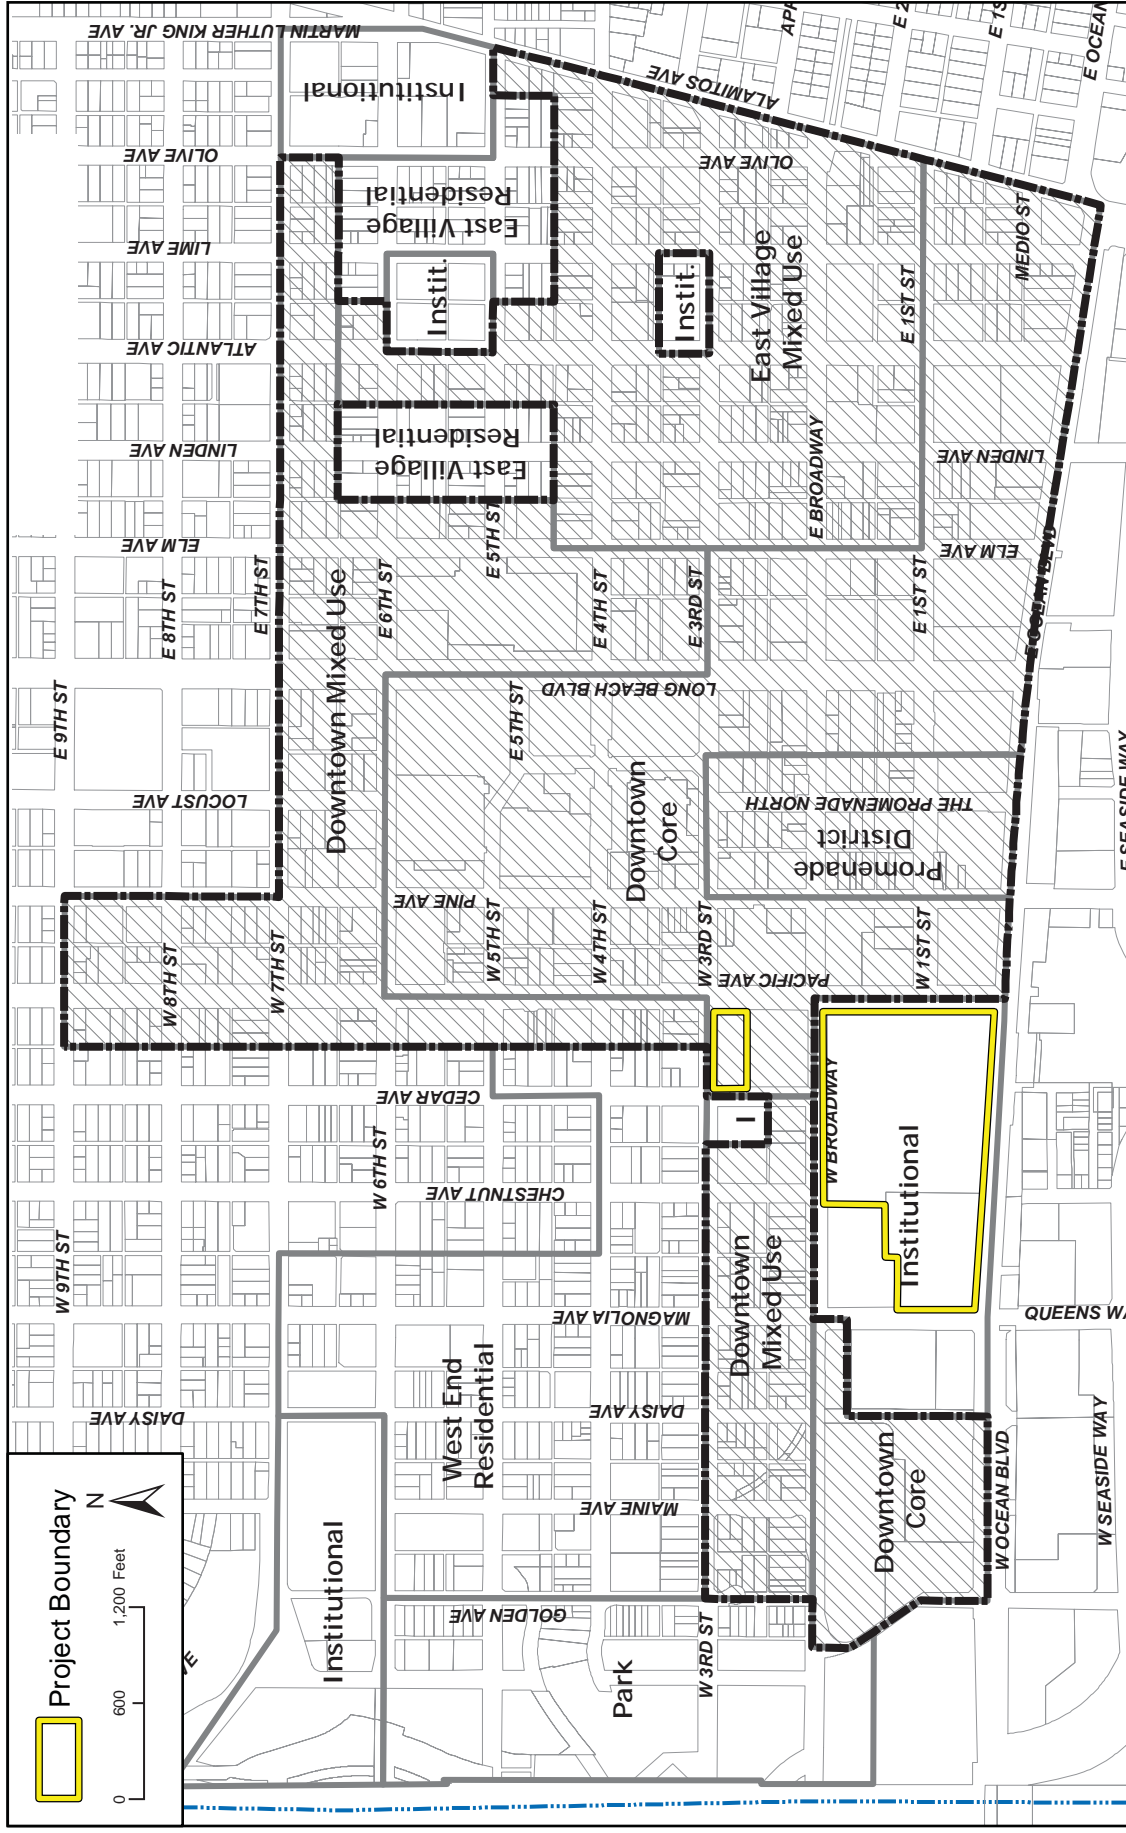 Project Boundary
N
0
600
1,200 Feet
VE
W 9TH ST
E 9TH ST
DAISY AVE
LOCUST AVE
ELM AVE
LINDEN AVE
ATLANTIC AVE
LIME AVE
OLIVE AVE
MARTIN LUTHER KING JR. AVE
W 8TH ST
E 8TH ST
W 7TH ST
E 7TH ST
Institutional
Downtown Mixed Use
Institutional
W 6TH ST
E 6TH ST
CEDAR AVE
PINE AVE
CHESTNUT AVE
GOLDEN AVE
West End
Residential
East Village
Residential
East Village
Residential
Instit.
W 5TH ST
E 5TH ST
E 5TH ST
MAGNOLIA AVE
DAISY AVE
MAINE AVE
LONG BEACH BLVD
W 4TH ST
E 4TH ST
Park
Downtown
Core
ALAMITOS AVE
OLIVE AVE
Instit.
W 3RD ST
W 3RD ST
E 3RD ST
PACIFIC AVE
I
Downtown
Mixed Use
THE PROMENADE NORTH
Promenade
District
East Village
Mixed Use
W BROADWAY
E BROADWAY
Institutional
Downtown
Core
W 1ST ST
E 1ST ST
E 1ST ST
ELM AVE
LINDEN AVE
MEDIO ST
W OCEAN BLVD
E OCEAN BLVD
E OCEAN
QUEENS WA
W SEASIDE WAY
E SEASIDE WAY
APP
E 2
E 1S